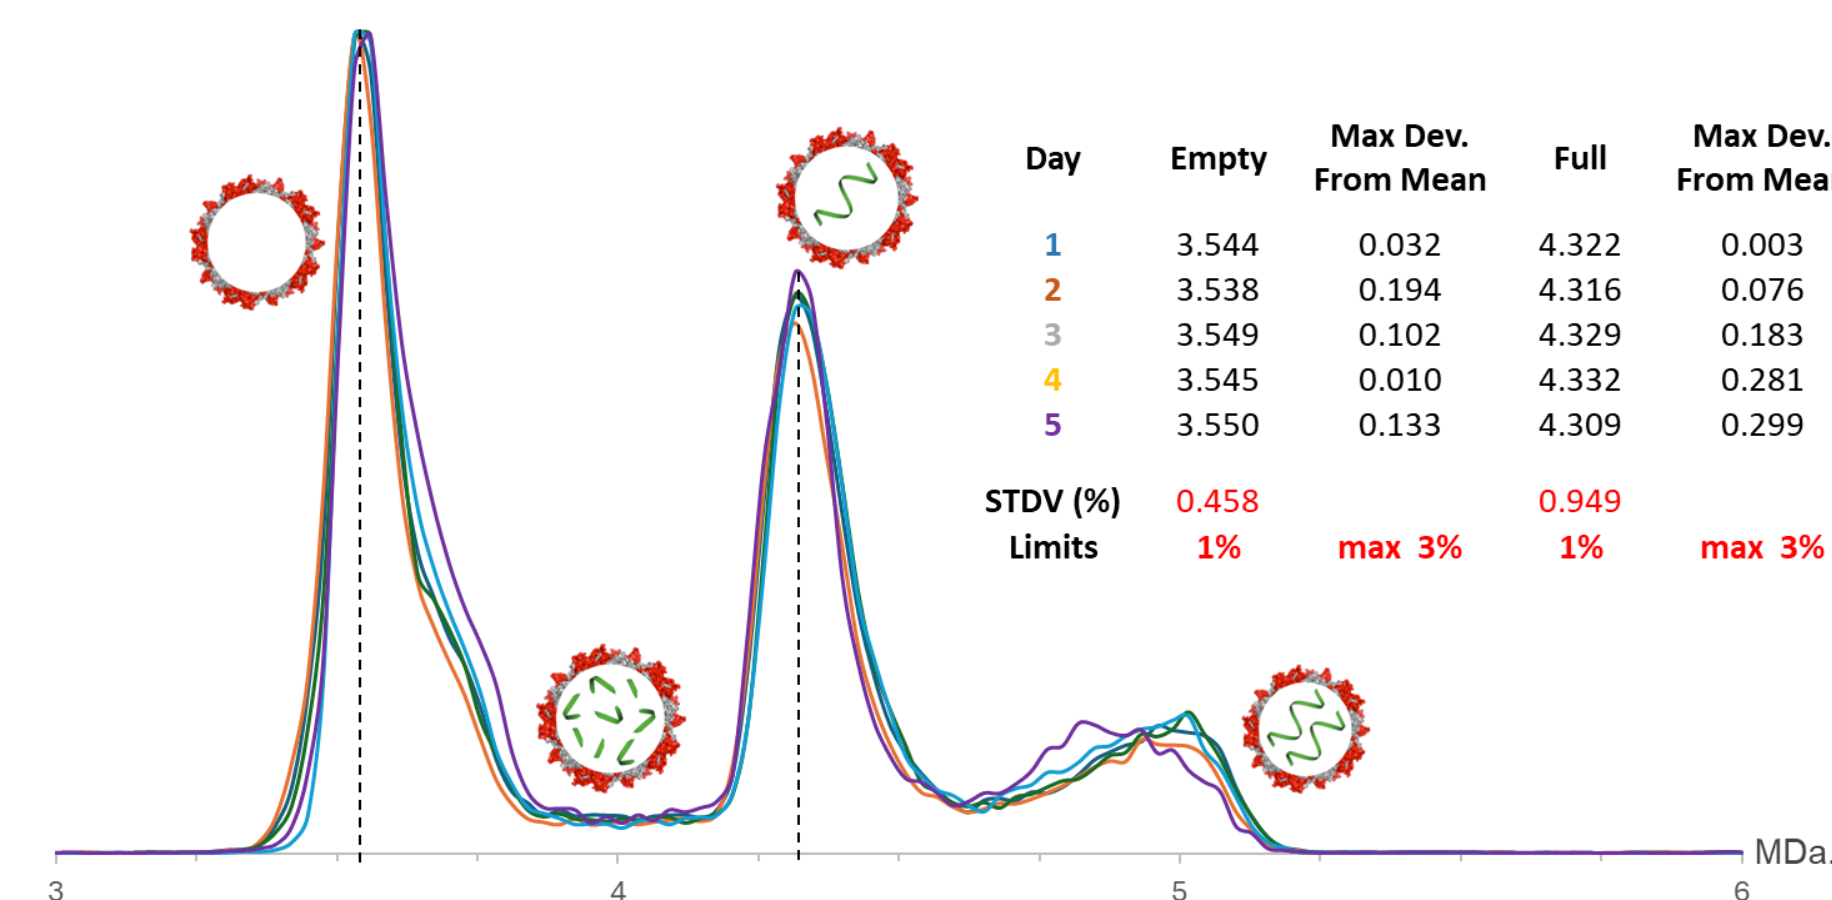 Day Empty Max Dev. From Mean Full Max Dev. From Mea
1 3.544 0.032 4.322 0.003
2 3.538 0.194 4.316 0.076
3 3.549 0.102 4.329 0.183
4 3.545 0.010 4.332 0.281
5 3.550 0.133 4.309 0.299
STDV (%) 0.458 0.949
Limits 1% max 3% 1% max 3%
MDa.
3 4 5 6